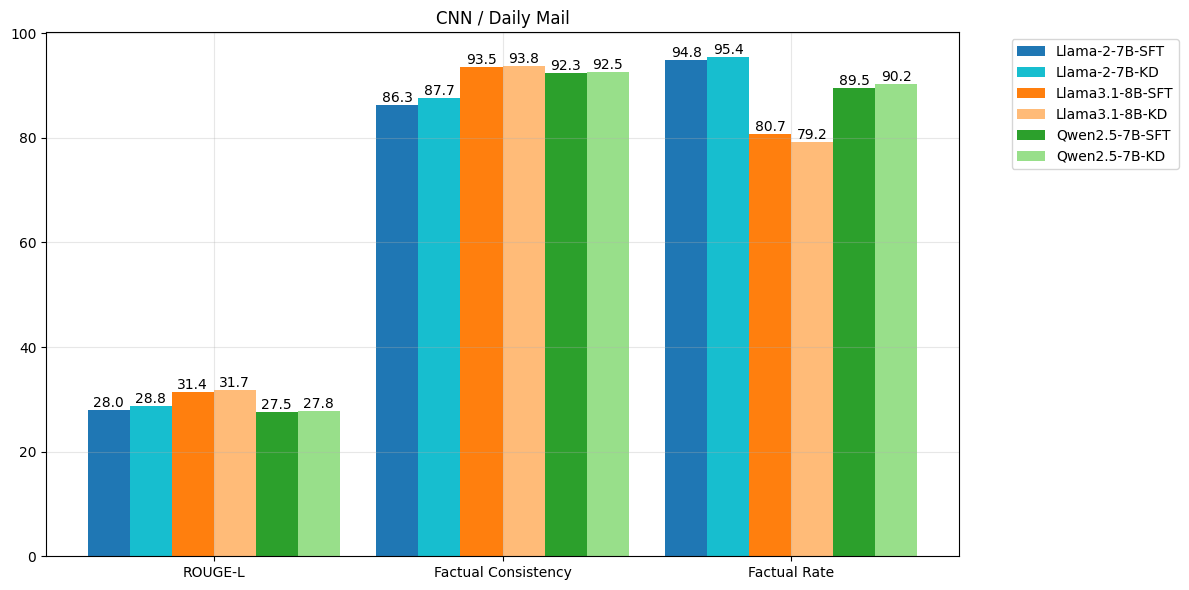 CNN / Daily Mail
100
80
60
40
20
0
28.0
28.8
31.4
31.7
27.5
27.8
86.3
87.7
93.5
93.8
92.3
92.5
94.8
95.4
80.7
79.2
89.5
90.2
ROUGE-L
Factual Consistency
Factual Rate
Llama-2-7B-SFT
Llama-2-7B-KD
Llama3.1-8B-SFT
Llama3.1-8B-KD
Qwen2.5-7B-SFT
Qwen2.5-7B-KD